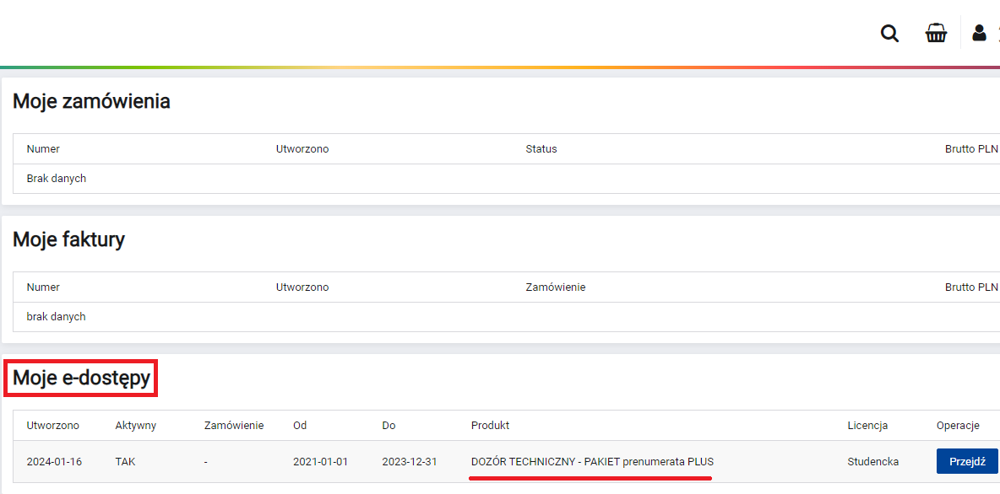 Moje zamówienia
Numer Utworzono Status Brutto PLN
Brak danych
Moje faktury
Numer Utworzono Zamówienie Brutto PLN
brak danych
Moje e-dostępy
Utworzono Aktywny Zamówienie Od Do Produkt Licencja Operacje
2024-01-16 TAK - 2021-01-01 2023-12-31 DOZÓR TECHNICZNY - PAKIET prenumerata PLUS Studencka Przejdź